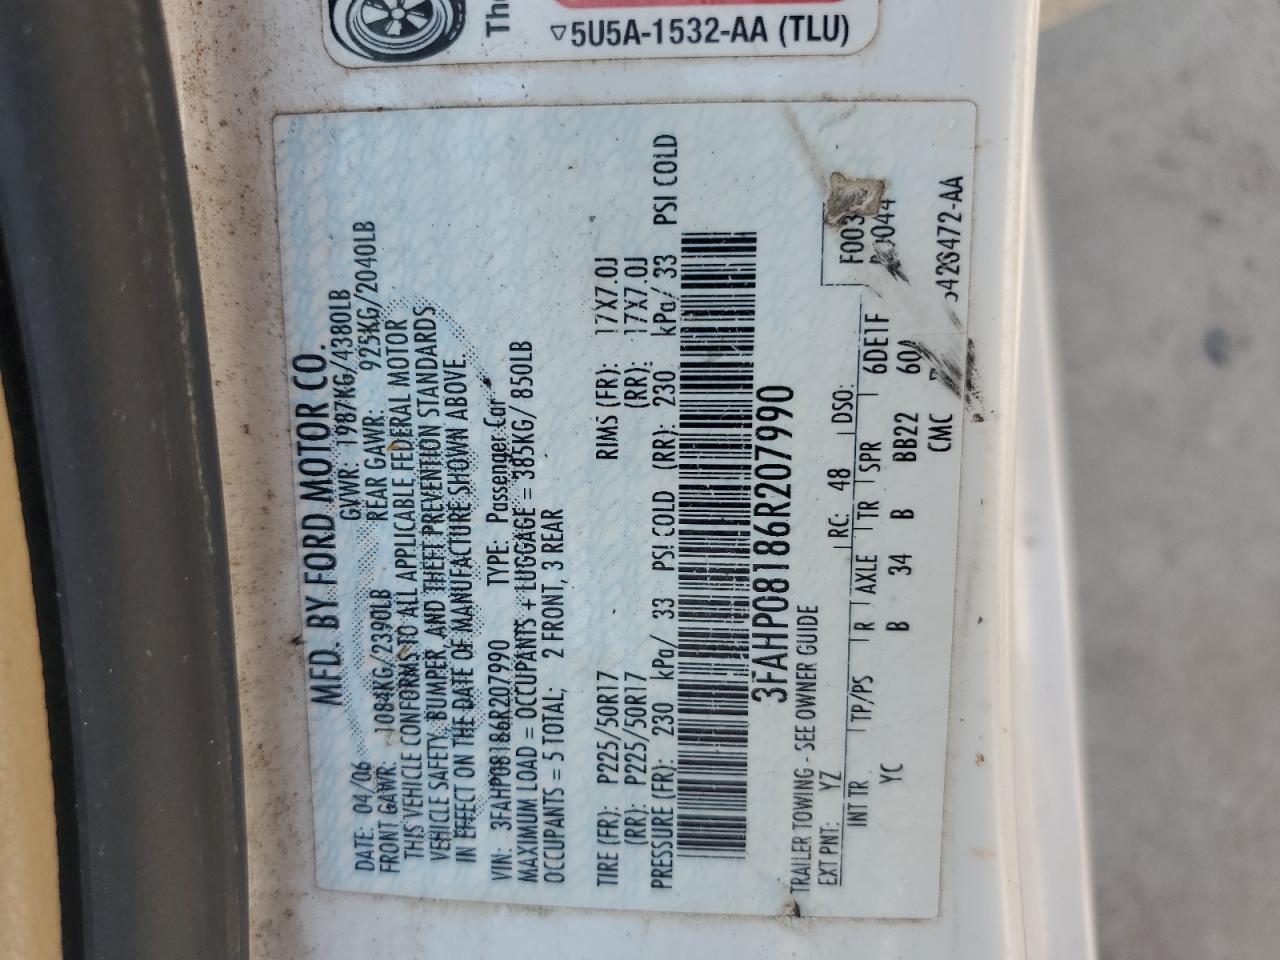 The
▽5U5A-1532-AA (TLU)
MFD. BY FORD MOTOR CO.
DATE: 04/06 GVWR: 1987KG/4380LB
FRONT GAWR: 1084KG/2390LB REAR GAWR: 925KG/2040LB
THIS VEHICLE CONFORMS TO ALL APPLICABLE FEDERAL MOTOR
VEHICLE SAFETY, BUMPER, AND THEFT PREVENTION STANDARDS
IN EFFECT ON THE DATE OF MANUFACTURE SHOWN ABOVE.
VIN: 3FAHP08186R207990 TYPE: Passenger Car
MAXIMUM LOAD = OCCUPANTS + LUGGAGE = 385KG/ 850LB
OCCUPANTS = 5 TOTAL; 2 FRONT, 3 REAR
TIRE (FR): P225/50R17 RIMS (FR): 17X7.0J
(RR): P225/50R17 (RR): 17X7.0J
PRESSURE (FR): 230 kPa/ 33 PSI COLD (RR): 230 kPa/ 33 PSI COLD
3FAHP08186R207990
TRAILER TOWING - SEE OWNER GUIDE
EXT PNT: YZ RC: 48 DSO: F003
INT TR TP/PS R AXLE TR SPR 6DE1F
YC B 34 B BB22
CMC